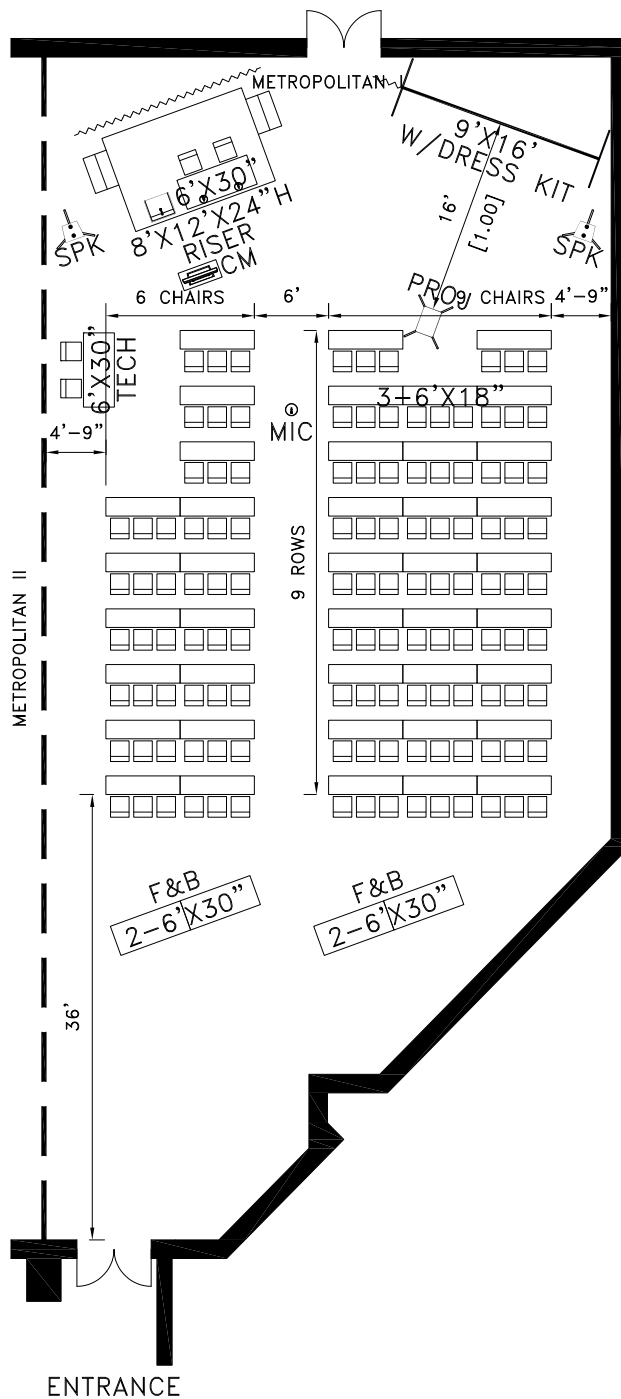 METROPOLITAN I
9'X16'
W/DRESS KIT
6'X30"
8'X12'X24"H
RISER
CM
16'
[1.00]
SPK
SPK
PROJ
6 CHAIRS
6'
9 CHAIRS
4'-9"
6'X30"
TECH
3-6'X18"
MIC
4'-9"
9 ROWS
METROPOLITAN II
F&B
2-6'X30"
F&B
2-6'X30"
36'
ENTRANCE